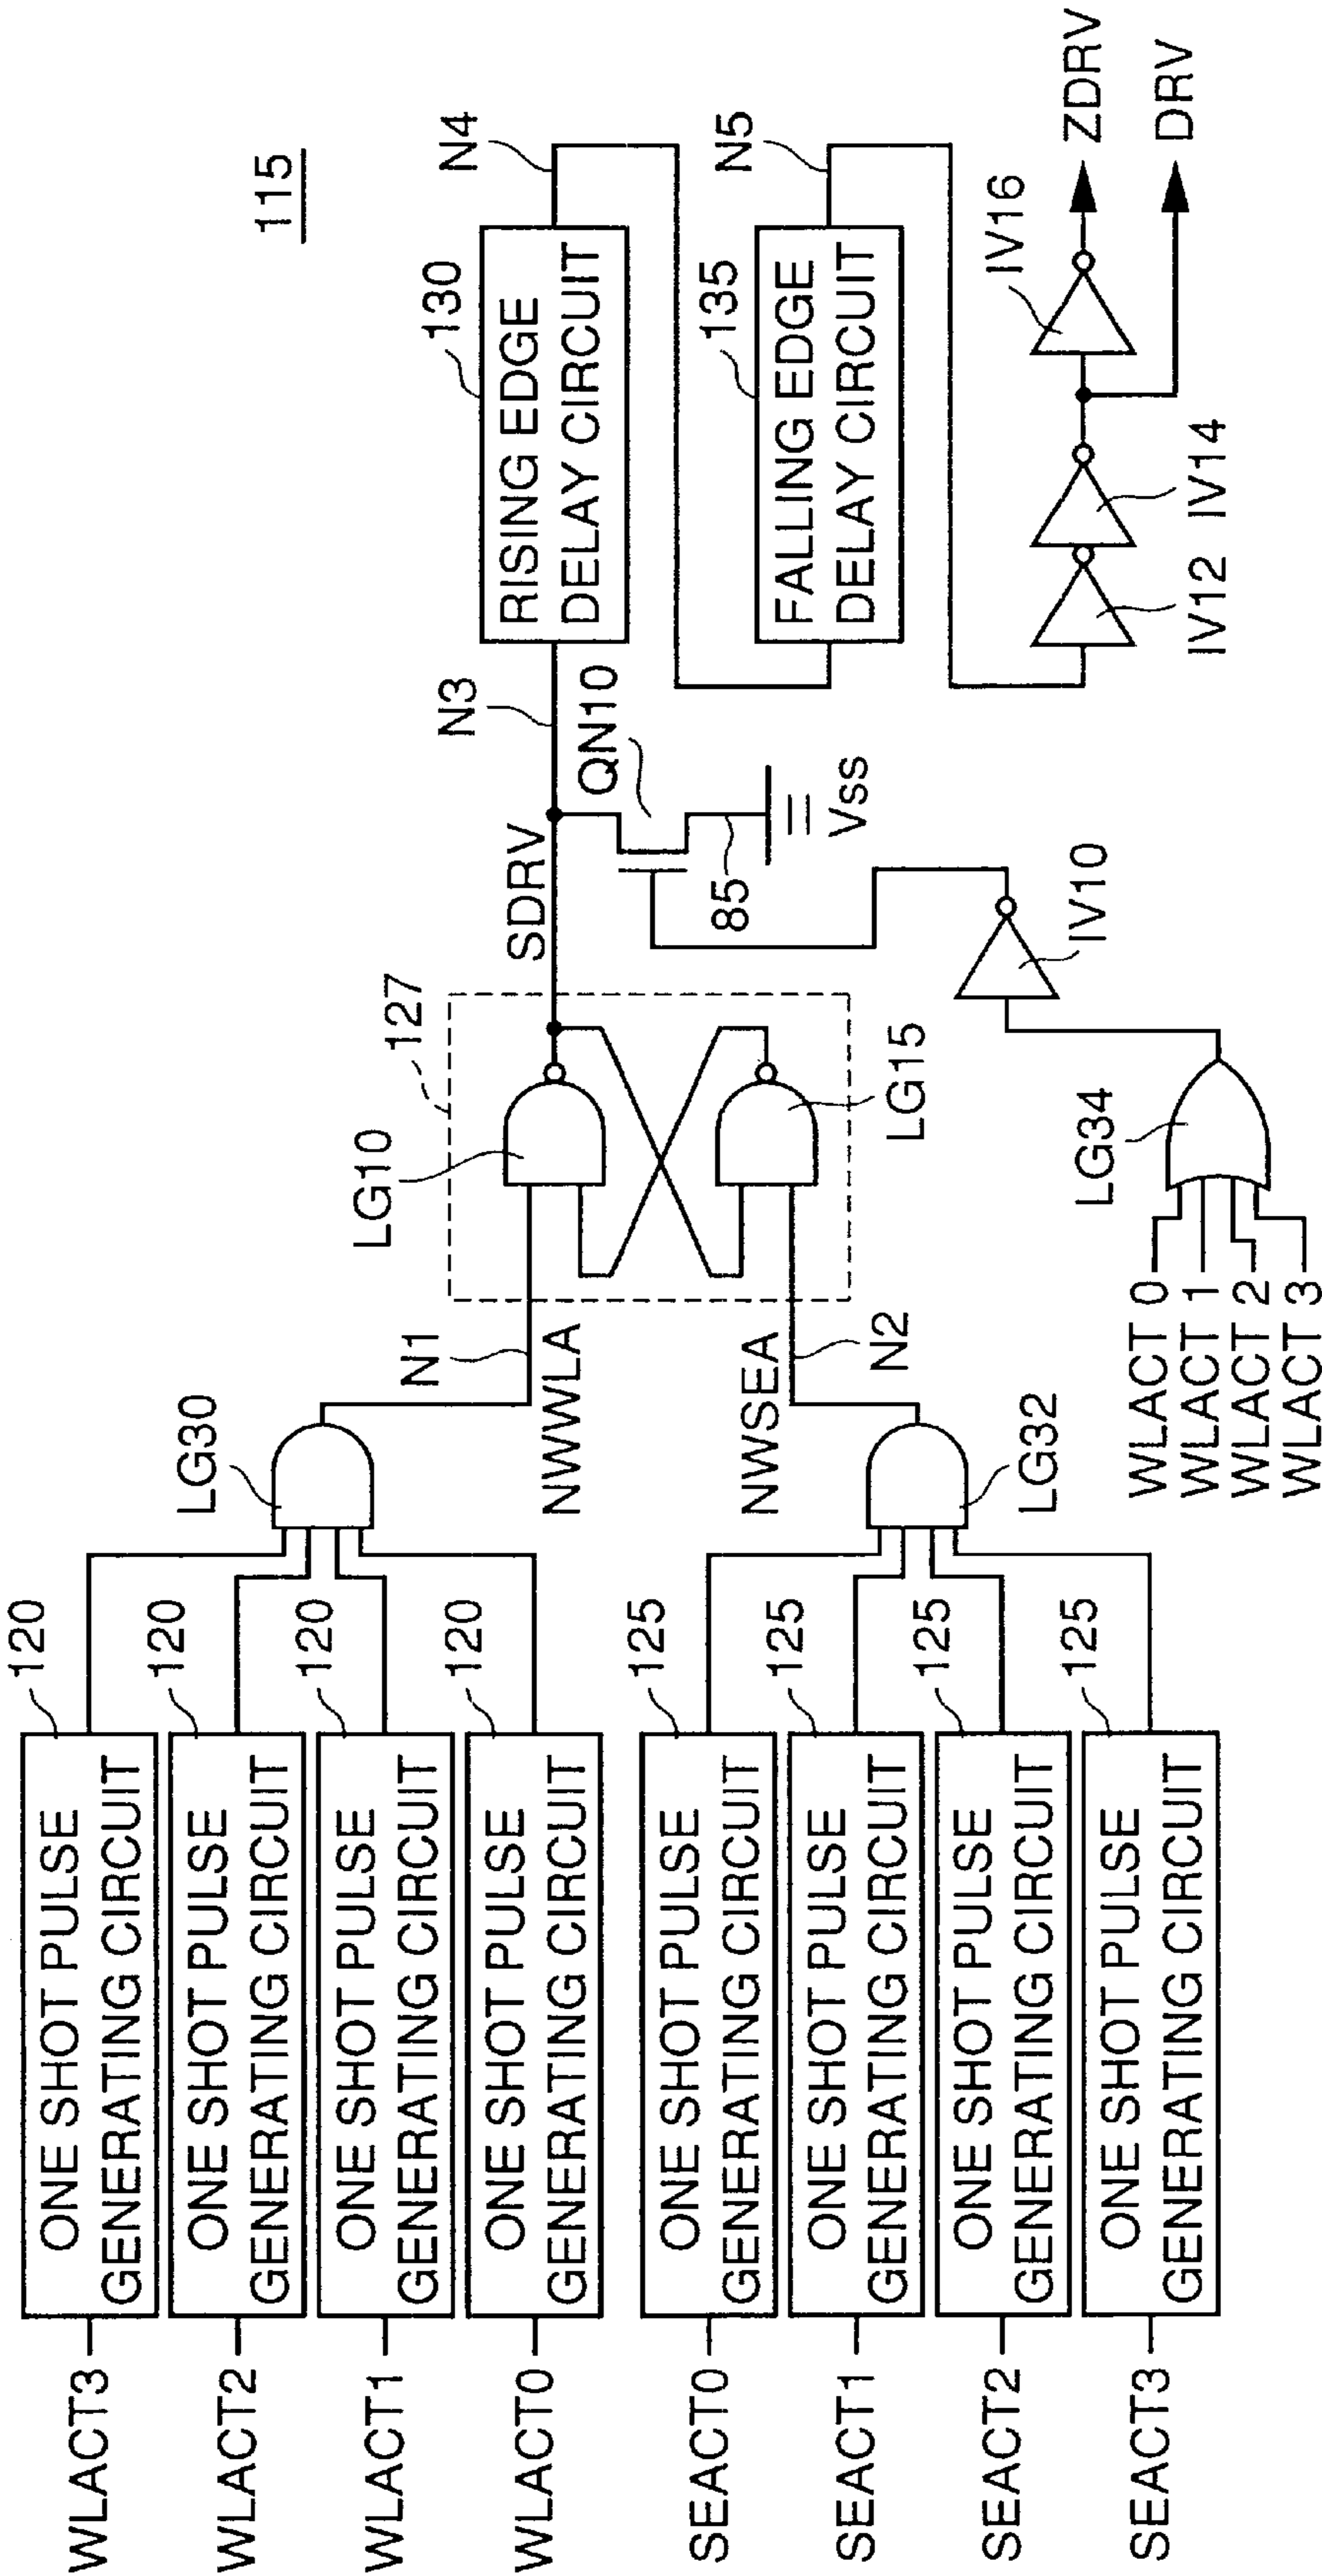 115
WLACT3
ONE SHOT PULSE
GENERATING CIRCUIT
120
WLACT2
ONE SHOT PULSE
GENERATING CIRCUIT
120
WLACT1
ONE SHOT PULSE
GENERATING CIRCUIT
120
WLACT0
ONE SHOT PULSE
GENERATING CIRCUIT
120
SEACT0
ONE SHOT PULSE
GENERATING CIRCUIT
125
SEACT1
ONE SHOT PULSE
GENERATING CIRCUIT
125
SEACT2
ONE SHOT PULSE
GENERATING CIRCUIT
125
SEACT3
ONE SHOT PULSE
GENERATING CIRCUIT
125
LG30
N1
NWWLA
LG32
NWSEA
N2
LG10
127
LG15
SDRV
N3
QN10
85
Vss
WLACT 0
WLACT 1
WLACT 2
WLACT 3
LG34
IV10
130
RISING EDGE
DELAY CIRCUIT
N4
135
FALLING EDGE
DELAY CIRCUIT
N5
IV12
IV14
IV16
ZDRV
DRV